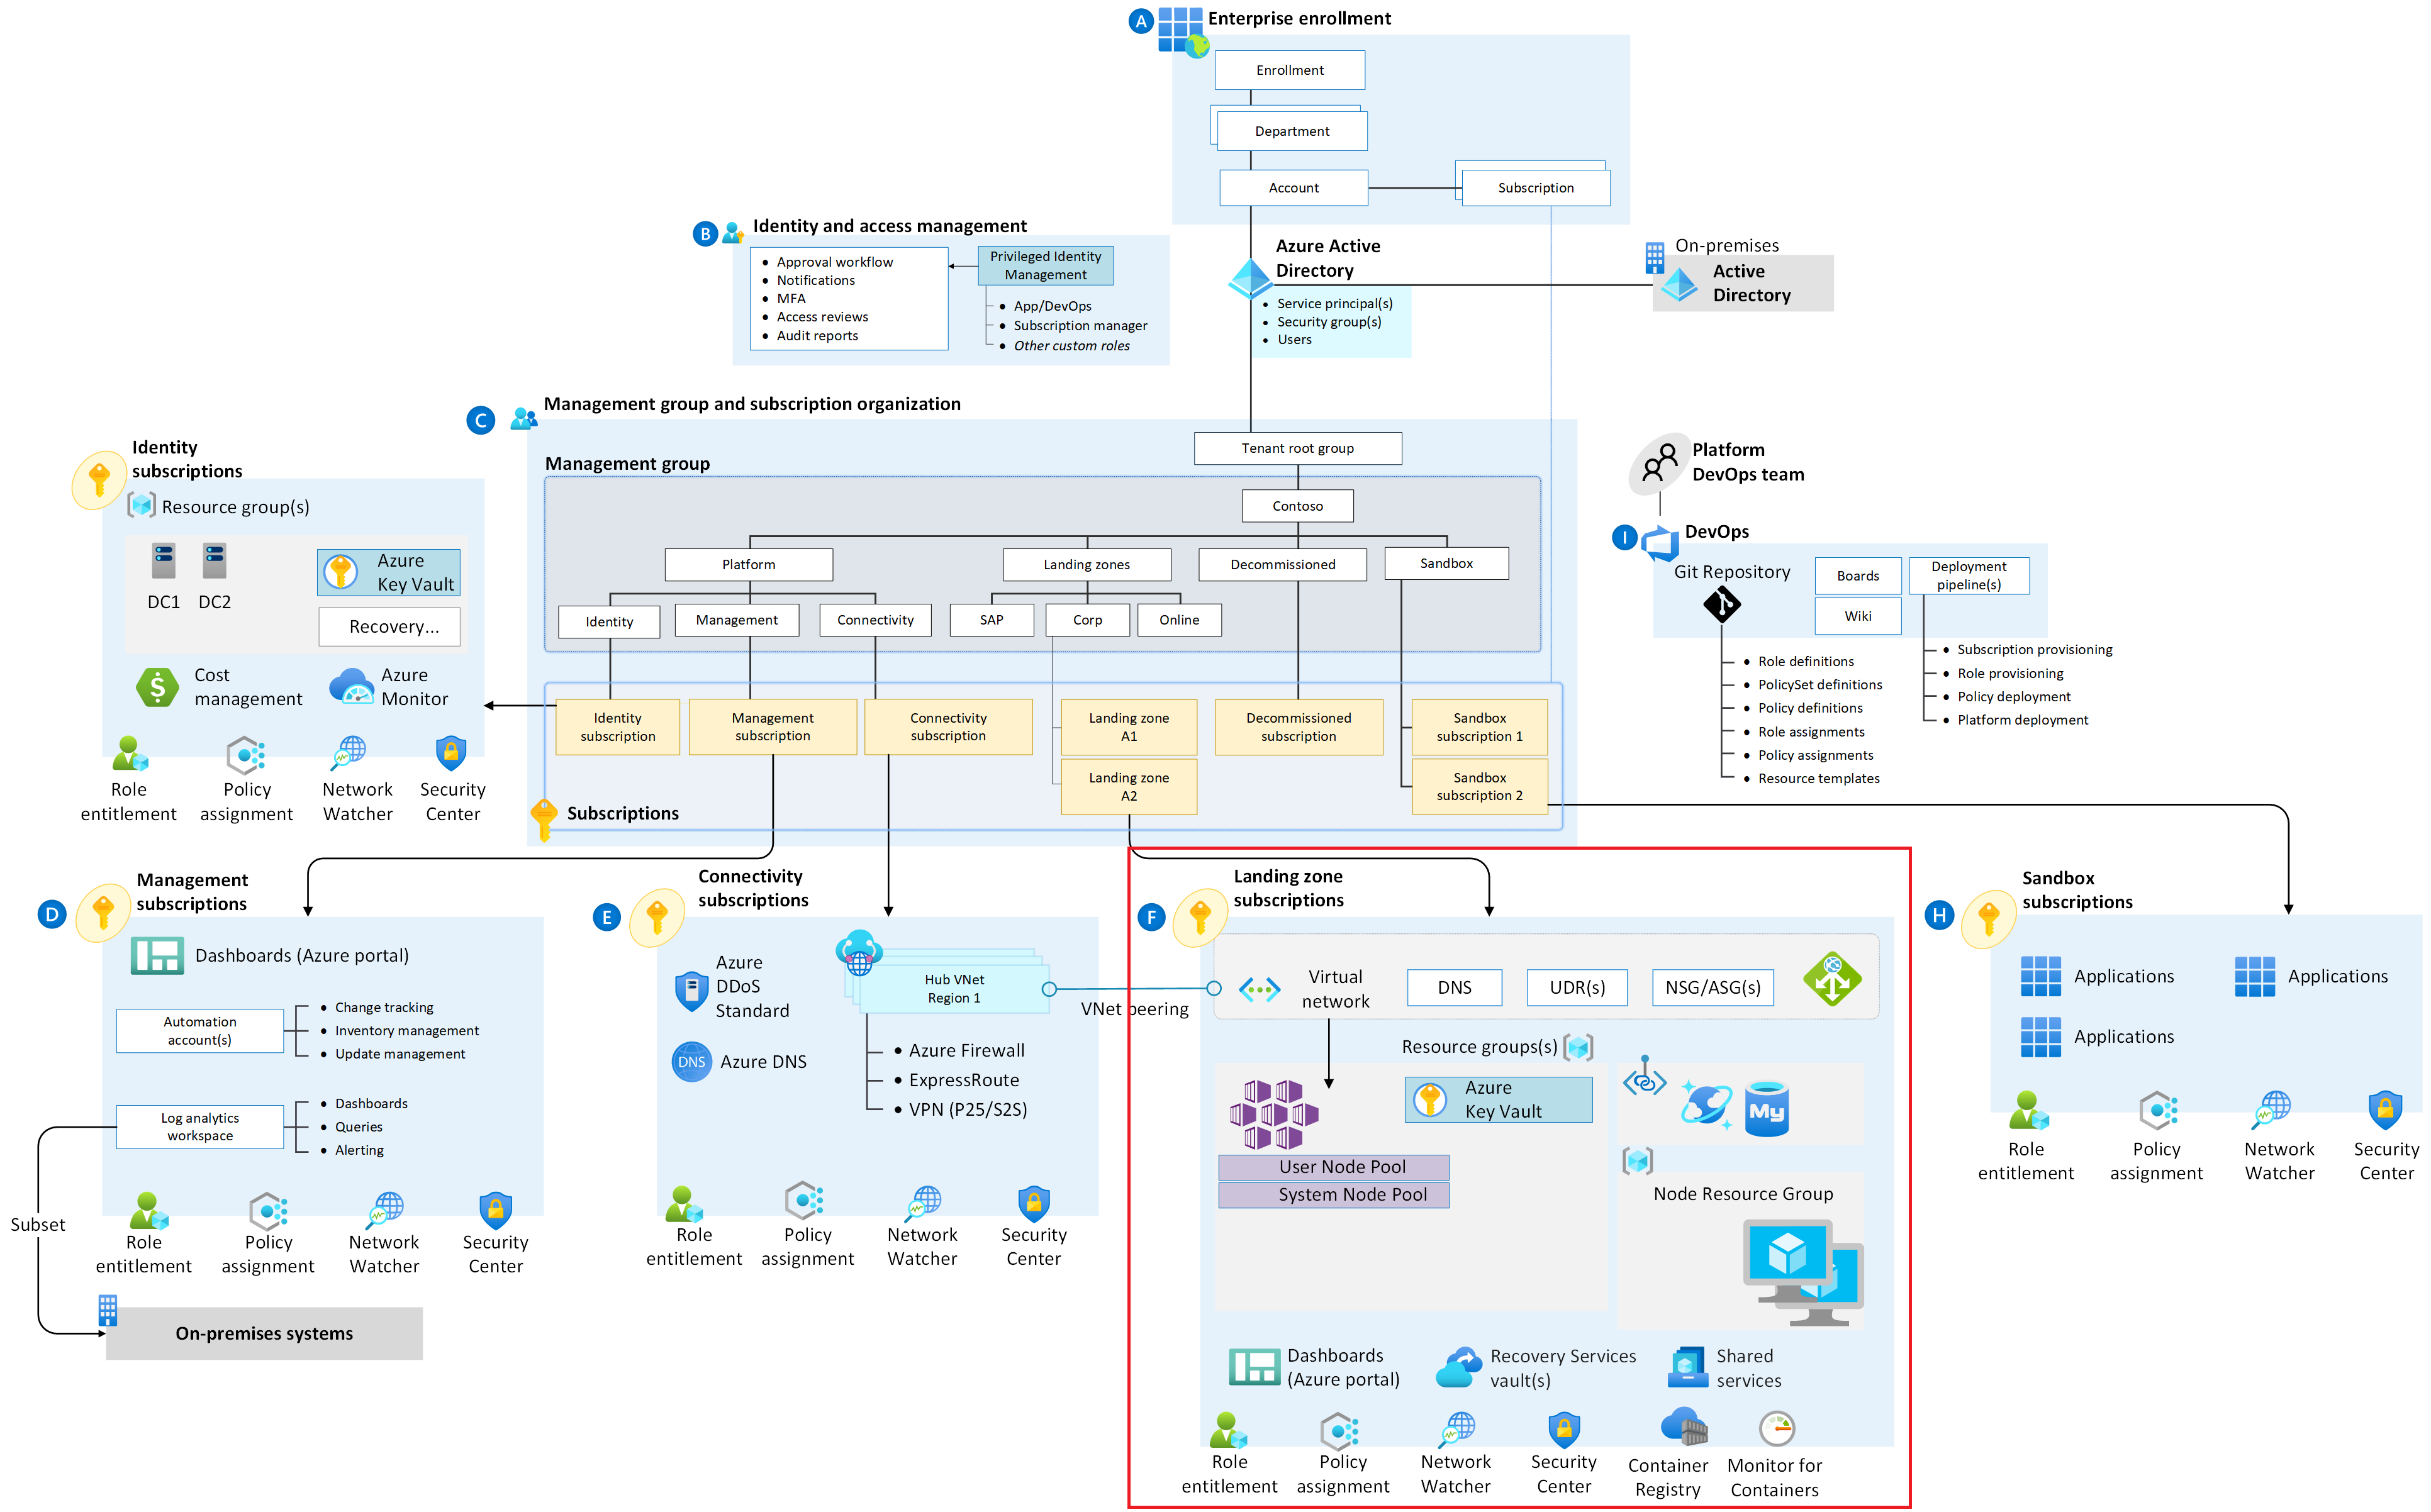 A
Enterprise enrollment
Enrollment
Department
Account
Subscription
B
Identity and access management
Approval workflow
Notifications
MFA
Access reviews
Audit reports
Privileged Identity
Management
App/DevOps
Subscription manager
Other custom roles
Azure Active
Directory
Service principal(s)
Security group(s)
Users
On-premises
Active
Directory
C
Management group and subscription organization
Tenant root group
Management group
Contoso
Platform
Landing zones
Decommissioned
Sandbox
Identity
Management
Connectivity
SAP
Corp
Online
Identity
subscription
Management
subscription
Connectivity
subscription
Landing zone
A1
Landing zone
A2
Decommissioned
subscription
Sandbox
subscription 1
Sandbox
subscription 2
Subscriptions
Identity
subscriptions
Resource group(s)
DC1
DC2
Azure
Key Vault
Recovery...
Cost
management
Azure
Monitor
Role
entitlement
Policy
assignment
Network
Watcher
Security
Center
Platform
DevOps team
I
DevOps
Git Repository
Boards
Wiki
Deployment
pipeline(s)
Role definitions
PolicySet definitions
Policy definitions
Role assignments
Policy assignments
Resource templates
Subscription provisioning
Role provisioning
Policy deployment
Platform deployment
D
Management
subscriptions
Dashboards (Azure portal)
Automation
account(s)
Change tracking
Inventory management
Update management
Log analytics
workspace
Dashboards
Queries
Alerting
Subset
Role
entitlement
Policy
assignment
Network
Watcher
Security
Center
On-premises systems
E
Connectivity
subscriptions
Azure
DDoS
Standard
DNS
Azure DNS
Hub VNet
Region 1
Azure Firewall
ExpressRoute
VPN (P25/S2S)
VNet peering
Role
entitlement
Policy
assignment
Network
Watcher
Security
Center
F
Landing zone
subscriptions
Virtual
network
DNS
UDR(s)
NSG/ASG(s)
Resource groups(s)
Azure
Key Vault
My
User Node Pool
System Node Pool
Node Resource Group
Dashboards
(Azure portal)
Recovery Services
vault(s)
Shared
services
Role
entitlement
Policy
assignment
Network
Watcher
Security
Center
Container
Registry
Monitor for
Containers
H
Sandbox
subscriptions
Applications
Applications
Applications
Role
entitlement
Policy
assignment
Network
Watcher
Security
Center